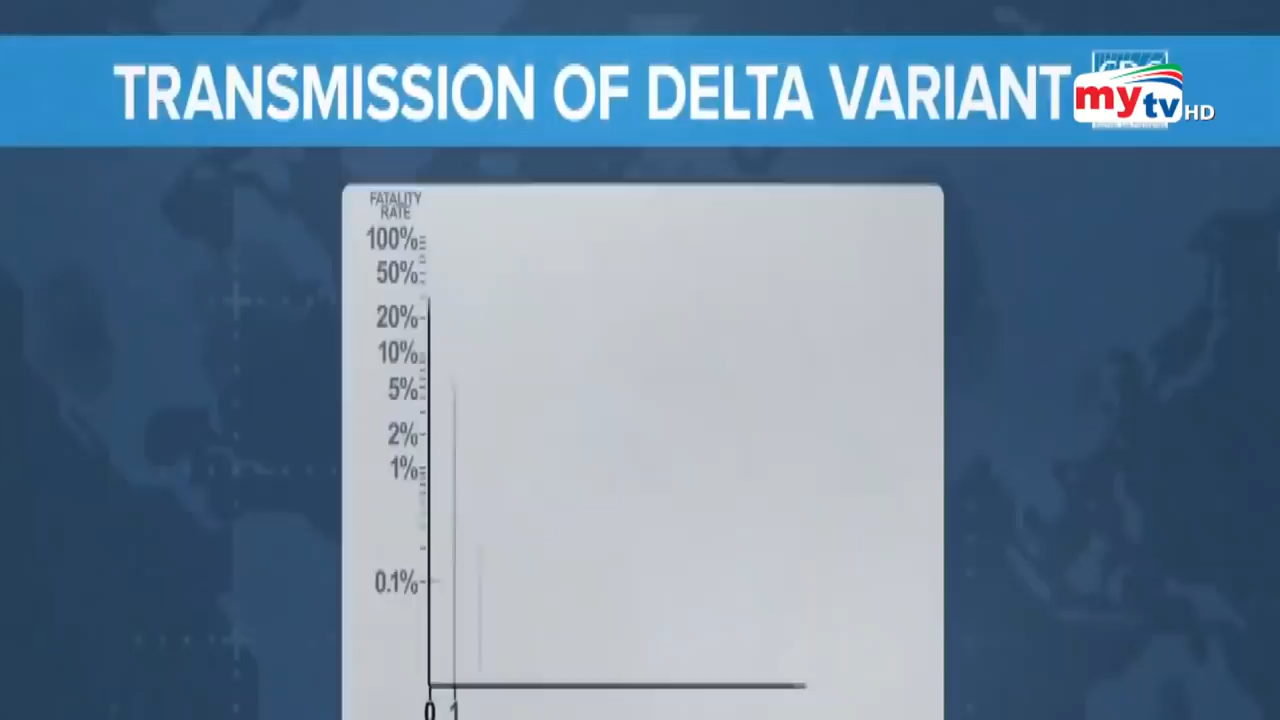 TRANSMISSION OF DELTA VARIANT
mytv HD
FATALITY
RATE
100%
50%
20%
10%
5%
2%
1%
0.1%
0 1